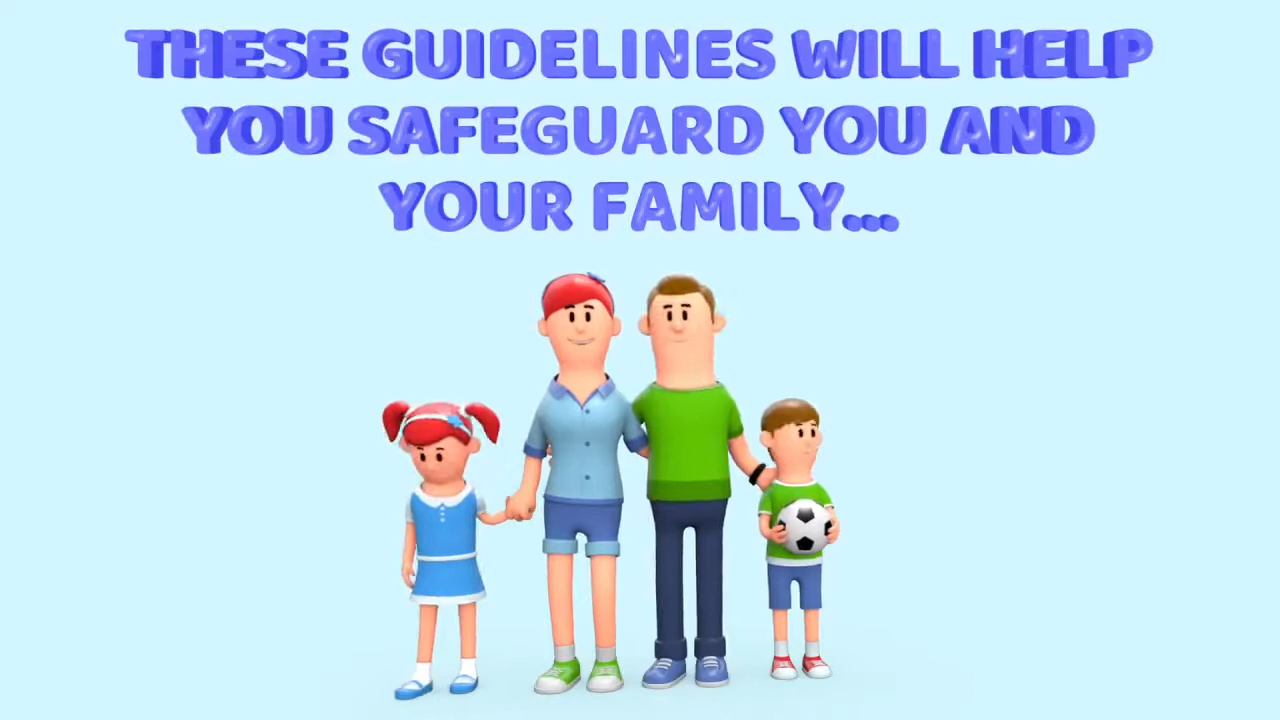 THESE GUIDELINES WILL HELP
YOU SAFEGUARD YOU AND
YOUR FAMILY...